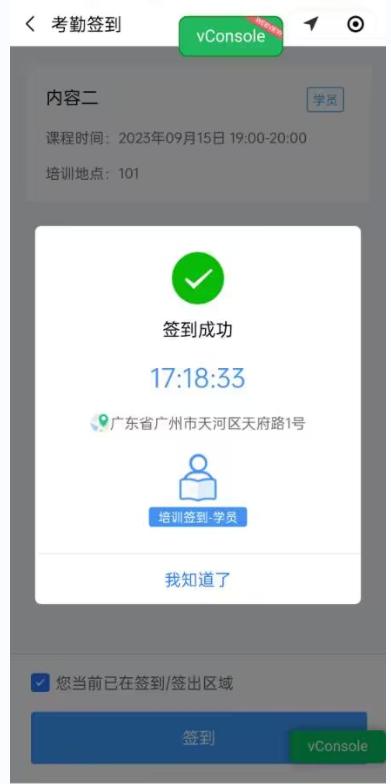 考勤签到
vConsole
内容二
学员
课程时间：2023年09月15日 19:00-20:00
培训地点：101
签到成功
17:18:33
广东省广州市天河区天府路1号
培训签到-学员
我知道了
您当前已在签到/签出区域
签到
vConsole